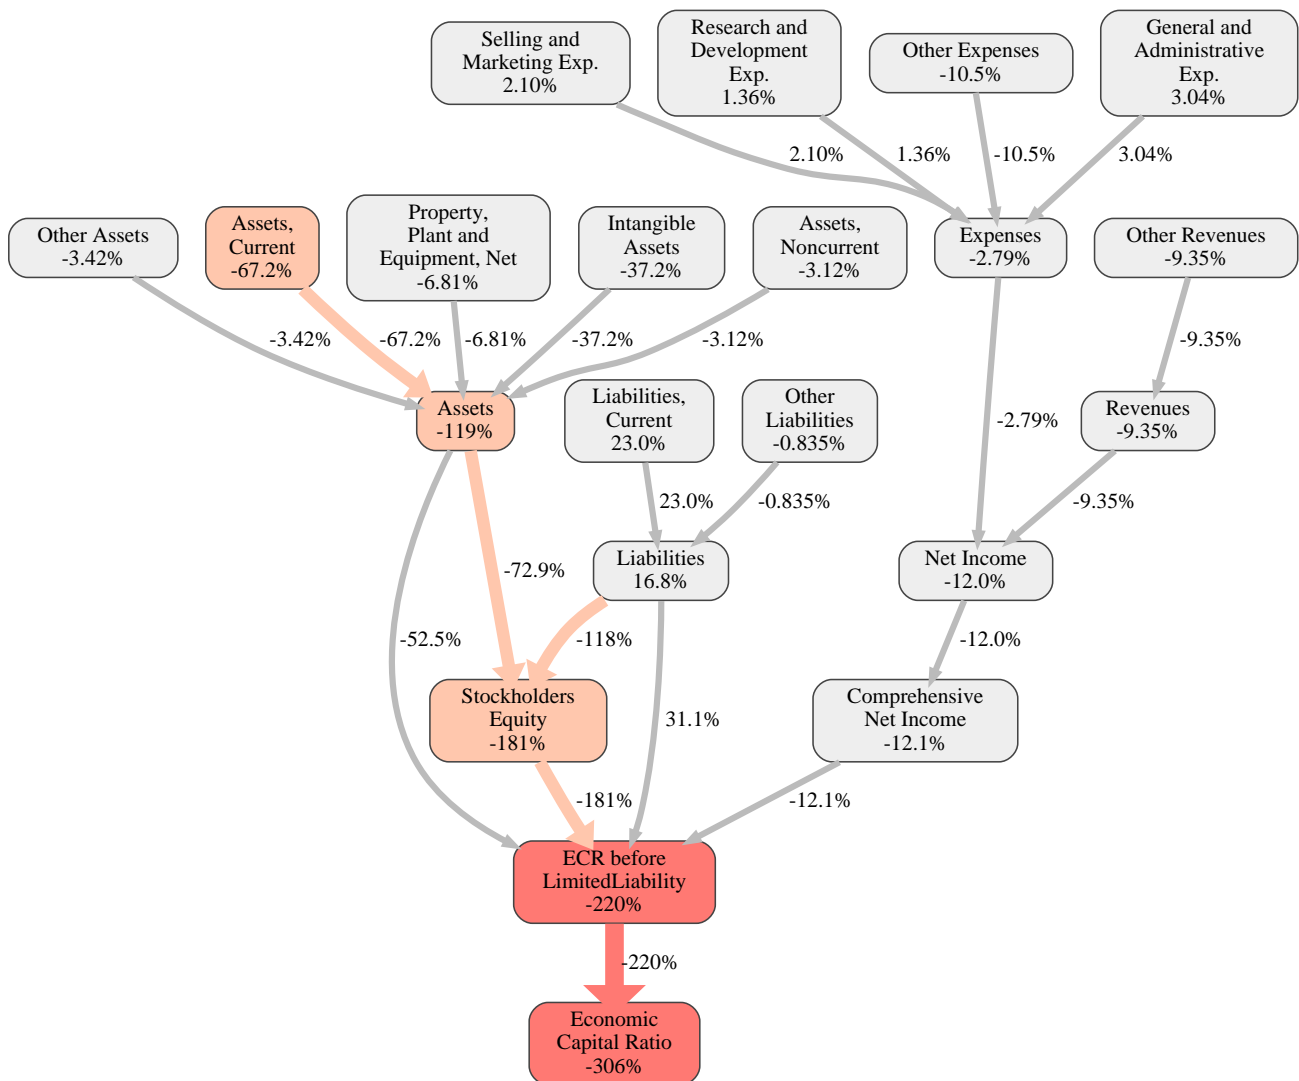 Selling and
Marketing Exp.
2.10%
Research and
Development
Exp.
1.36%
Other Expenses
-10.5%
General and
Administrative
Exp.
3.04%
2.10%
1.36%
-10.5%
3.04%
Other Assets
-3.42%
Assets,
Current
-67.2%
Property,
Plant and
Equipment, Net
-6.81%
Intangible
Assets
-37.2%
Assets,
Noncurrent
-3.12%
Expenses
-2.79%
Other Revenues
-9.35%
-3.42%
-67.2%
-6.81%
-37.2%
-3.12%
-9.35%
Assets
-119%
Liabilities,
Current
23.0%
Other
Liabilities
-0.835%
-2.79%
Revenues
-9.35%
23.0%
-0.835%
-9.35%
-72.9%
Liabilities
16.8%
Net Income
-12.0%
-52.5%
-118%
-12.0%
Stockholders
Equity
-181%
31.1%
Comprehensive
Net Income
-12.1%
-181%
-12.1%
ECR before
LimitedLiability
-220%
-220%
Economic
Capital Ratio
-306%